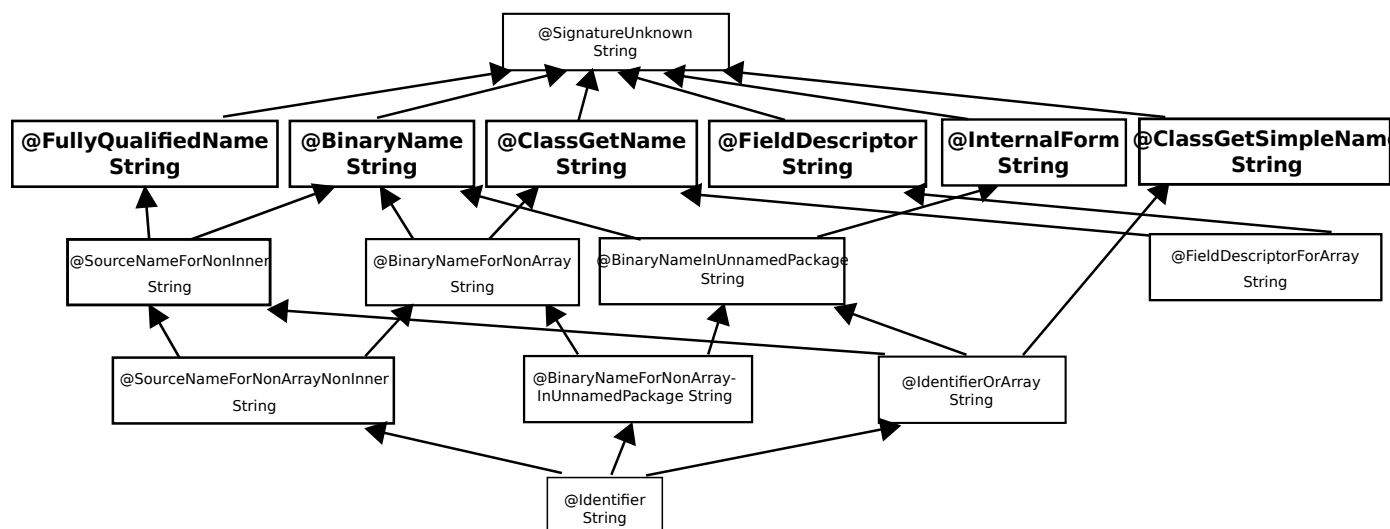 @SignatureUnknown
String
@FullyQualifiedName
String
@BinaryName
String
@ClassGetName
String
@FieldDescriptor
String
@InternalForm
String
@ClassGetSimpleName
String
@SourceNameForNonInner
String
@BinaryNameForNonArray
String
@BinaryNameInUnnamedPackage
String
@FieldDescriptorForArray
String
@SourceNameForNonArrayNonInner
String
@BinaryNameForNonArray-
InUnnamedPackage String
@IdentifierOrArray
String
@Identifier
String